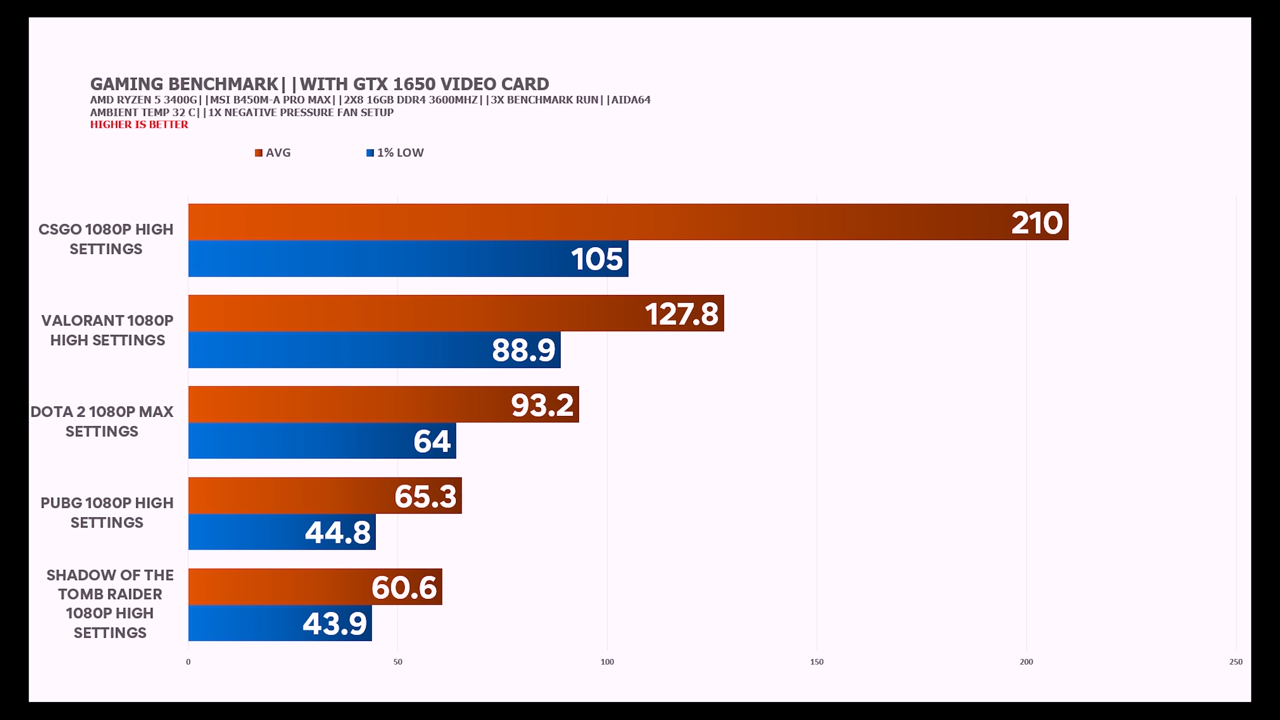 GAMING BENCHMARK||WITH GTX 1650 VIDEO CARD
AMD RYZEN 5 3400G||MSI B450M-A PRO MAX||2X8 16GB DDR4 3600MHZ||3X BENCHMARK RUN||AIDA64
AMBIENT TEMP 32 C||1X NEGATIVE PRESSURE FAN SETUP
HIGHER IS BETTER
AVG 1% LOW
CSGO 1080P HIGH
SETTINGS
210
105
VALORANT 1080P
HIGH SETTINGS
127.8
88.9
DOTA 2 1080P MAX
SETTINGS
93.2
64
PUBG 1080P HIGH
SETTINGS
65.3
44.8
SHADOW OF THE
TOMB RAIDER
1080P HIGH
SETTINGS
60.6
43.9
0 50 100 150 200 250